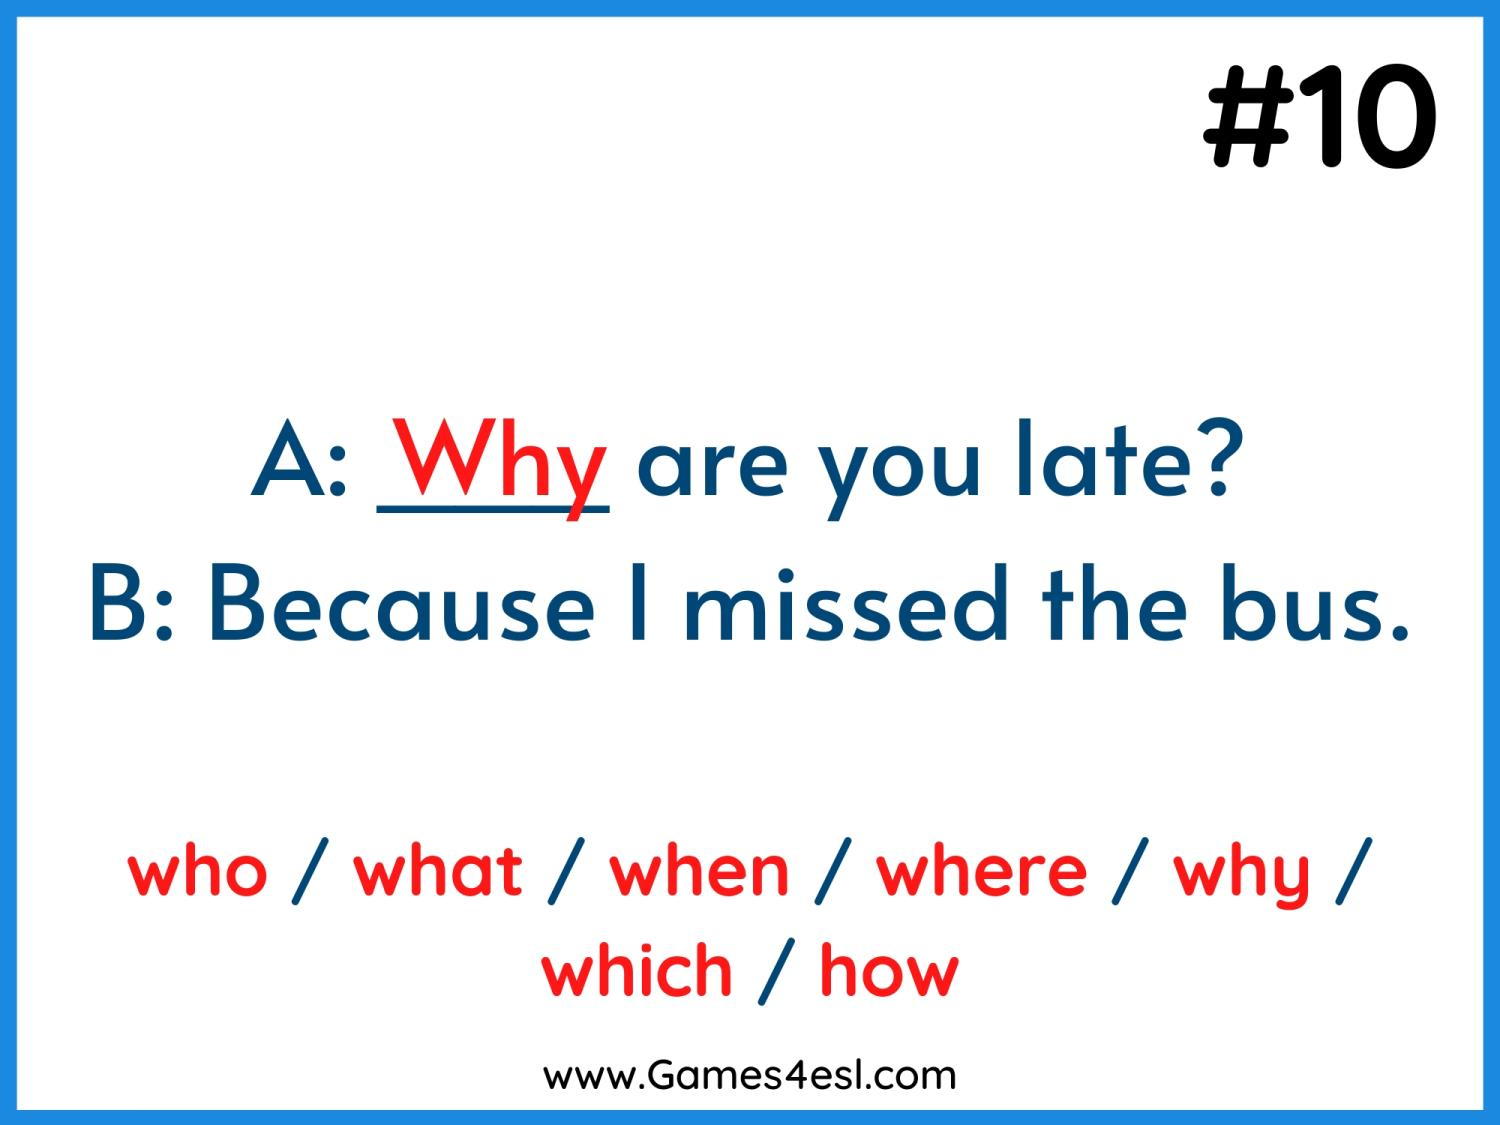 #10
A: Why are you late?
B: Because I missed the bus.
who / what / when / where / why /
which / how
www.Games4esl.com